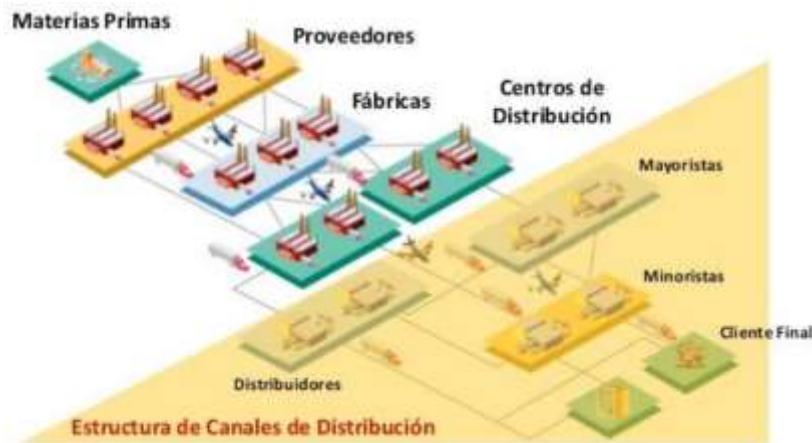 Materias Primas
Proveedores
Fábricas
Centros de
Distribución
Mayoristas
Minoristas
Cliente Final
Distribuidores
Estructura de Canales de Distribución